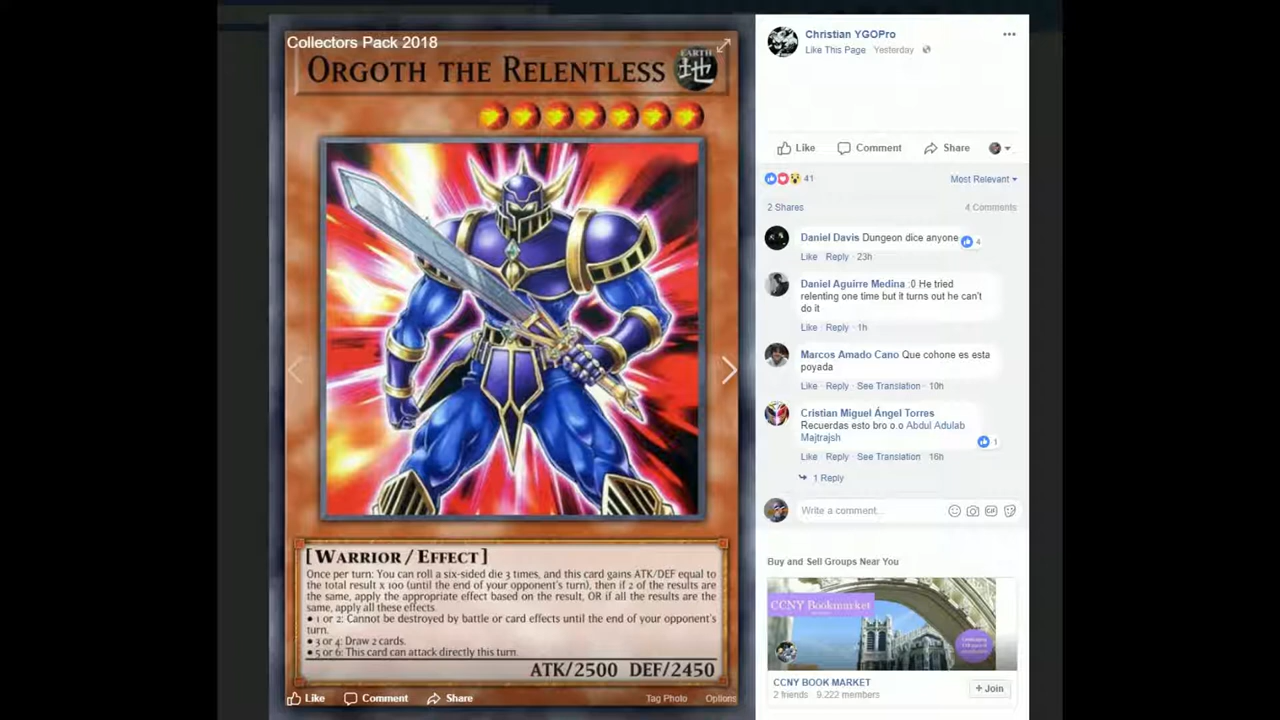 Collectors Pack 2018
ORGOTH THE RELENTLESS
EARTH
地
[WARRIOR/EFFECT]
Once per turn: You can roll a six-sided die 3 times, and this card gains ATK/DEF equal to
the total result x 100 (until the end of your opponent's turn), then if 2 of the results are
the same, apply the appropriate effect based on the result, OR if all the results are the
same, apply all these effects.
● 1 or 2: Cannot be destroyed by battle or card effects until the end of your opponent's
turn.
● 3 or 4: Draw 2 cards.
● 5 or 6: This card can attack directly this turn.
ATK/2500 DEF/2450
Like Comment Share Tag Photo Options
Christian YGOPro
Like This Page Yesterday
Like Comment Share
41 Most Relevant
2 Shares 4 Comments
Daniel Davis Dungeon dice anyone 4
Like · Reply · 23h
Daniel Aguirre Medina :0 He tried
relenting one time but it turns out he can't
do it
Like · Reply · 1h
Marcos Amado Cano Que cohone es esta
poyada
Like · Reply · See Translation · 10h
Cristian Miguel Ángel Torres
Recuerdas esto bro o.o Abdul Adulab
Majtrajsh 1
Like · Reply · See Translation · 16h
1 Reply
Write a comment...
GIF
Buy and Sell Groups Near You
CCNY Bookmarket
CCNY BOOK MARKET
2 friends · 9,222 members
+ Join